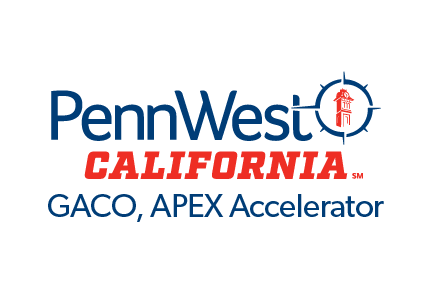 PennWest
CALIFORNIA SM
GACO, APEX Accelerator